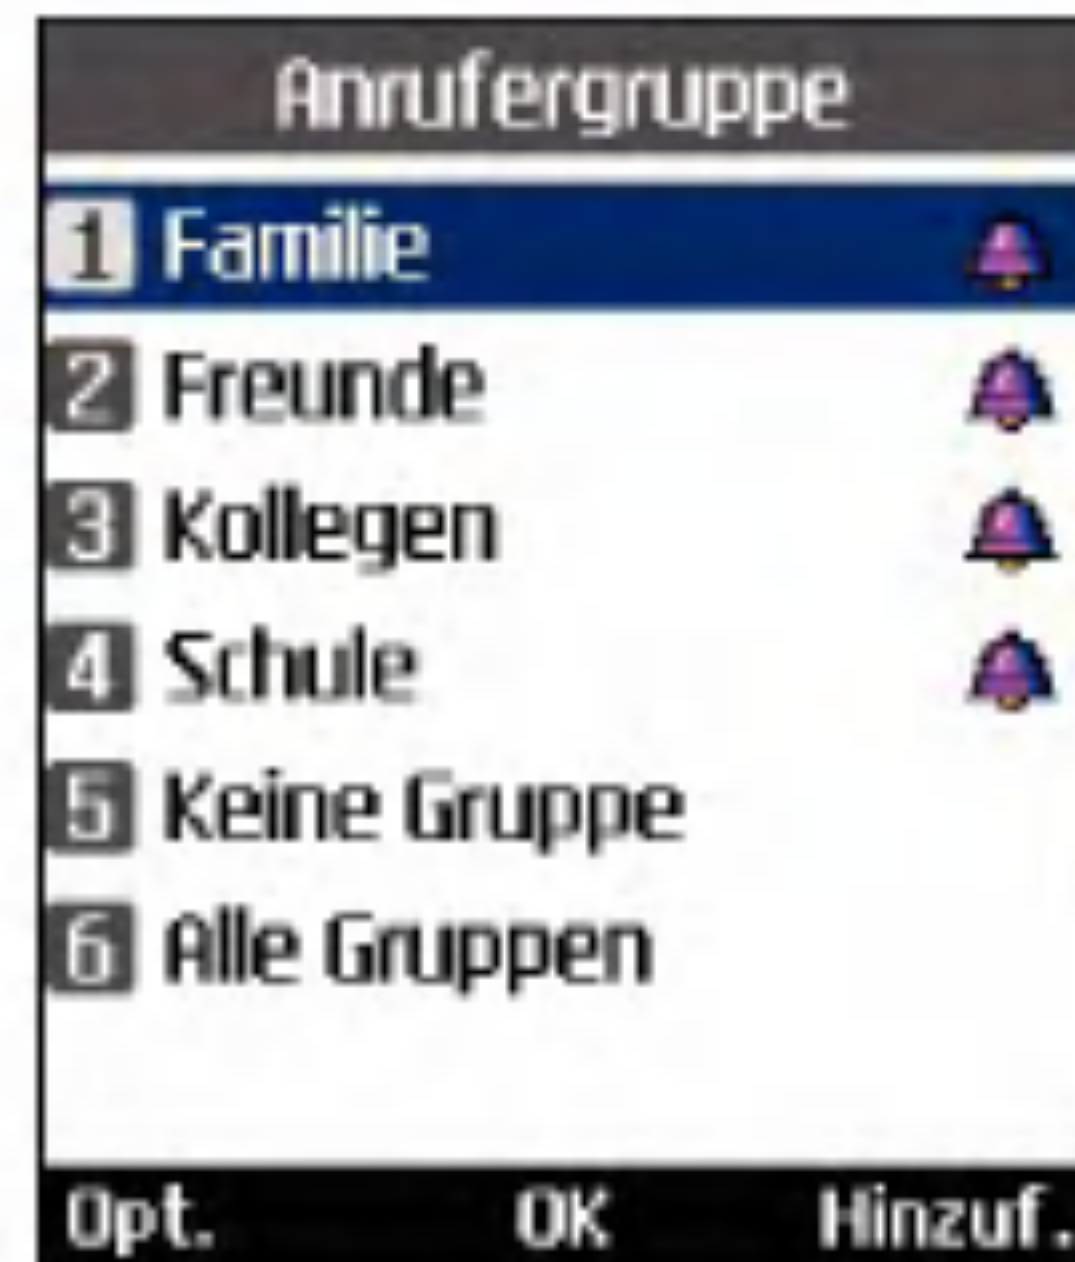 Anrufergruppe
1 Familie
2 Freunde
3 Kollegen
4 Schule
5 Keine Gruppe
6 Alle Gruppen
Opt. OK Hinzuf.